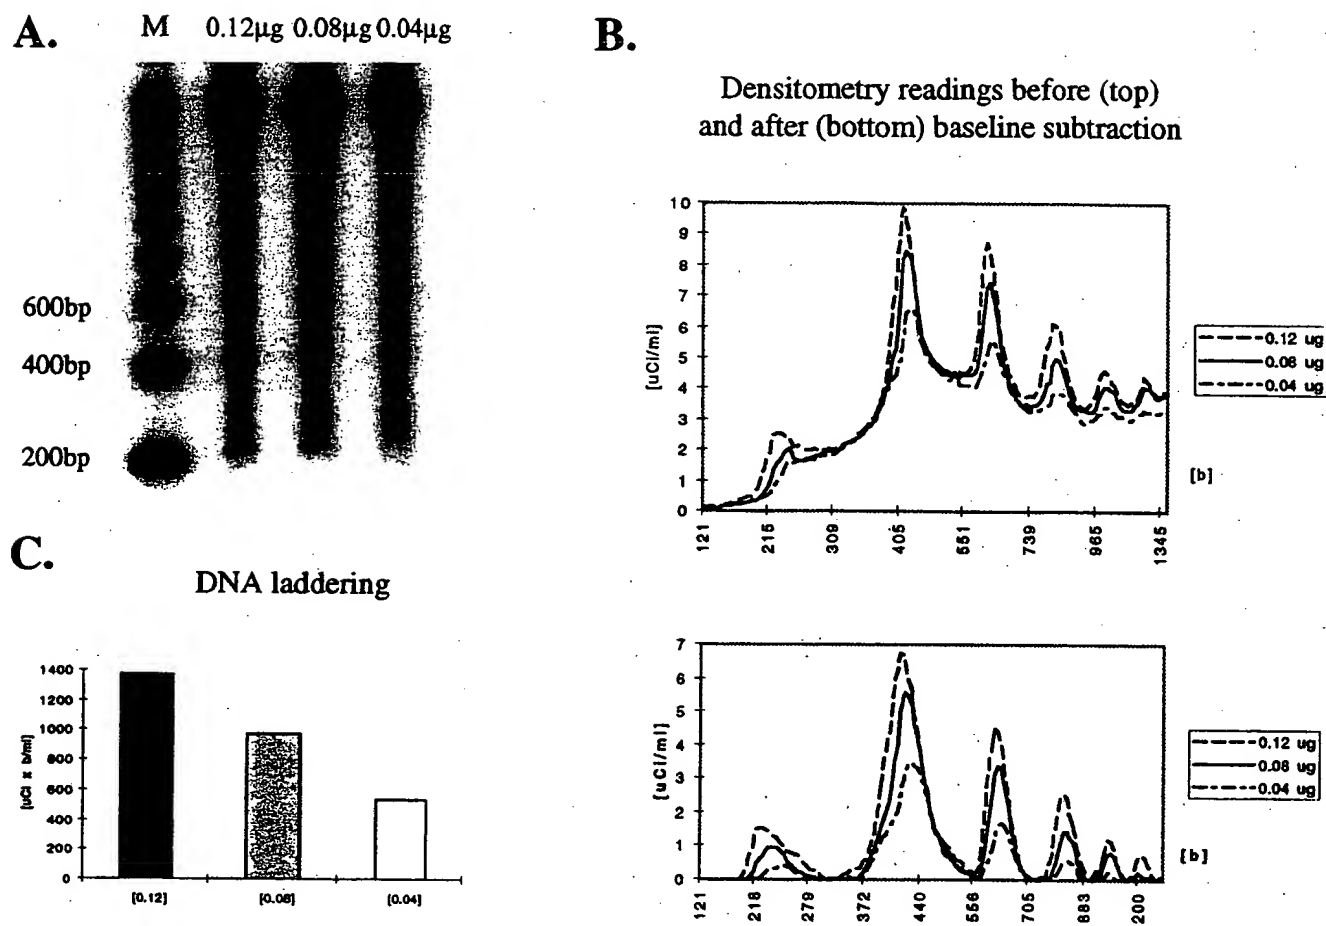 A.
M 0.12µg 0.08µg 0.04µg
600bp
400bp
200bp
B.
Densitometry readings before (top)
and after (bottom) baseline subtraction
[uCi/ml]
10
9
8
7
6
5
4
3
2
1
0
121 215 309 405 551 739 965 1345
[b]
0.12 ug
0.08 ug
0.04 ug
C.
DNA laddering
[uCi x b/ml]
1400
1200
1000
800
600
400
200
0
[0.12] [0.08] [0.04]
[uCi/ml]
7
6
5
4
3
2
1
0
121 218 279 372 440 556 705 883 200
[b]
0.12 ug
0.08 ug
0.04 ug